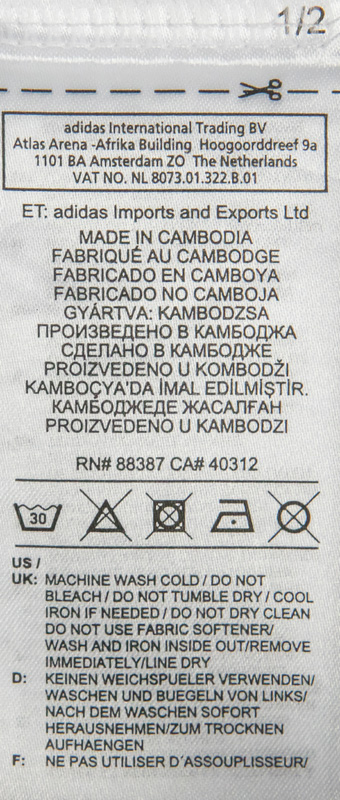 1/2
adidas International Trading BV
Atlas Arena -Afrika Building Hoogoorddreef 9a
1101 BA Amsterdam ZO The Netherlands
VAT NO. NL 8073.01.322.B.01
ET: adidas Imports and Exports Ltd
MADE IN CAMBODIA
FABRIQUÉ AU CAMBODGE
FABRICADO EN CAMBOYA
FABRICADO NO CAMBOJA
GYÁRTVA: KAMBODZSA
ПРОИЗВЕДЕНО В КАМБОДЖА
СДЕЛАНО В КАМБОДЖЕ
PROIZVEDENO U KOMBODŽI
KAMBOÇYA'DA İMAL EDİLMİŞTİR.
КАМБОДЖЕДЕ ЖАСАЛҒАН
PROIZVEDENO U KAMBODZI
RN# 88387 CA# 40312
30
US /
UK: MACHINE WASH COLD / DO NOT
BLEACH / DO NOT TUMBLE DRY / COOL
IRON IF NEEDED / DO NOT DRY CLEAN
DO NOT USE FABRIC SOFTENER/
WASH AND IRON INSIDE OUT/REMOVE
IMMEDIATELY/LINE DRY
D: KEINEN WEICHSPUELER VERWENDEN/
WASCHEN UND BUEGELN VON LINKS/
NACH DEM WASCHEN SOFORT
HERAUSNEHMEN/ZUM TROCKNEN
AUFHAENGEN
F: NE PAS UTILISER D´ASSOUPLISSEUR/